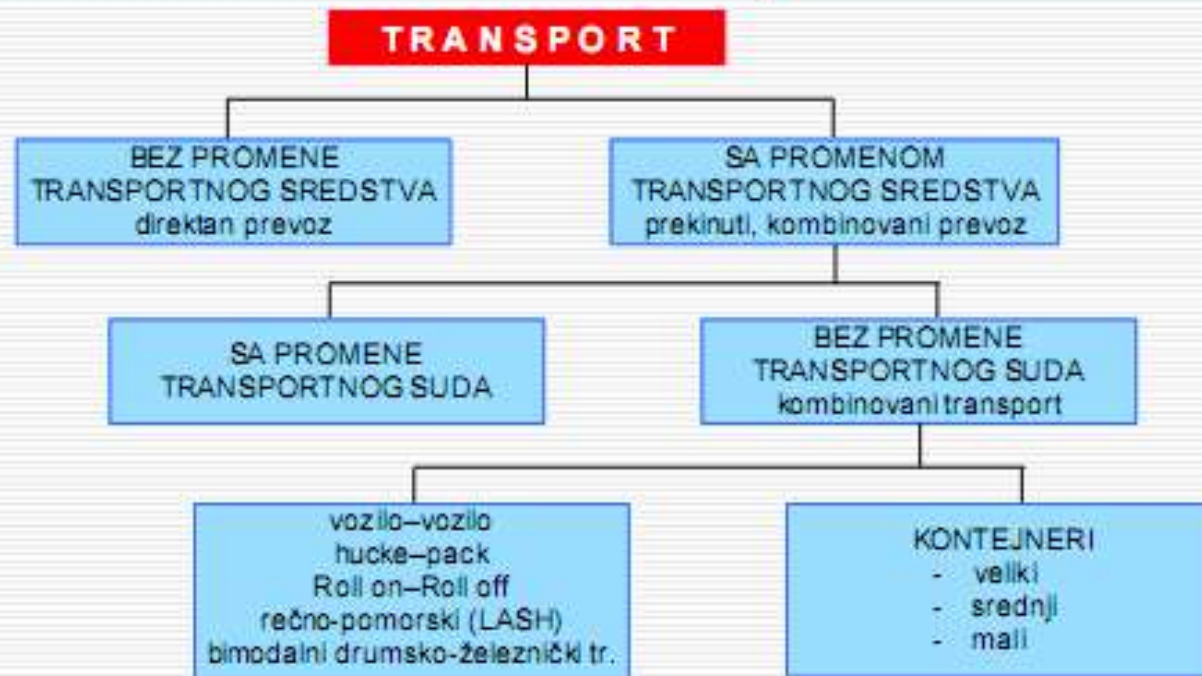 TRANSPORT
BEZ PROMENE
TRANSPORTNOG SREDSTVA
direktan prevoz
SA PROMENOM
TRANSPORTNOG SREDSTVA
prekinuti, kombinovani prevoz
SA PROMENE
TRANSPORTNOG SUDA
BEZ PROMENE
TRANSPORTNOG SUDA
kombinovani transport
vozilo–vozilo
hucke–pack
Roll on–Roll off
rečno-pomorski (LASH)
bimodalni drumsko-železnički tr.
KONTEJNERI
- veliki
- srednji
- mali